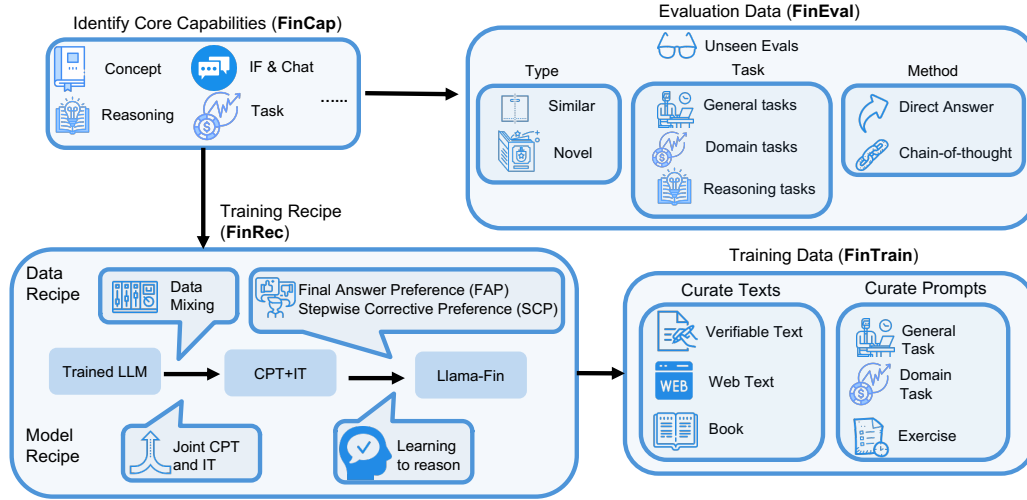 Identify Core Capabilities (FinCap)
Concept
IF & Chat
Reasoning
Task
......
Evaluation Data (FinEval)
Unseen Evals
Type
Task
Method
Similar
Novel
General tasks
Domain tasks
Reasoning tasks
Direct Answer
Chain-of-thought
Training Recipe
(FinRec)
Data
Recipe
Data
Mixing
Final Answer Preference (FAP)
Stepwise Corrective Preference (SCP)
Trained LLM
CPT+IT
Llama-Fin
Model
Recipe
Joint CPT
and IT
Learning
to reason
Training Data (FinTrain)
Curate Texts
Curate Prompts
Verifiable Text
WEB
Web Text
Book
General
Task
Domain
Task
Exercise